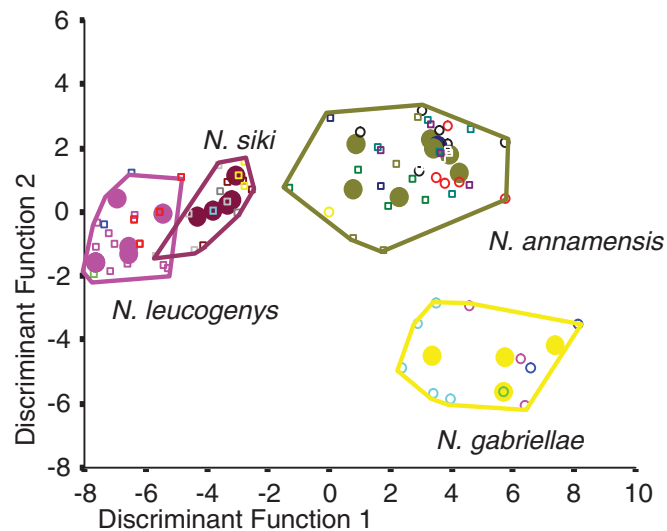 6
4
2
0
-2
-4
-6
-8
Discriminant Function 2
N. siki
N. annamensis
N. leucogenys
N. gabriellae
-8 -6 -4 -2 0 2 4 6 8 10
Discriminant Function 1